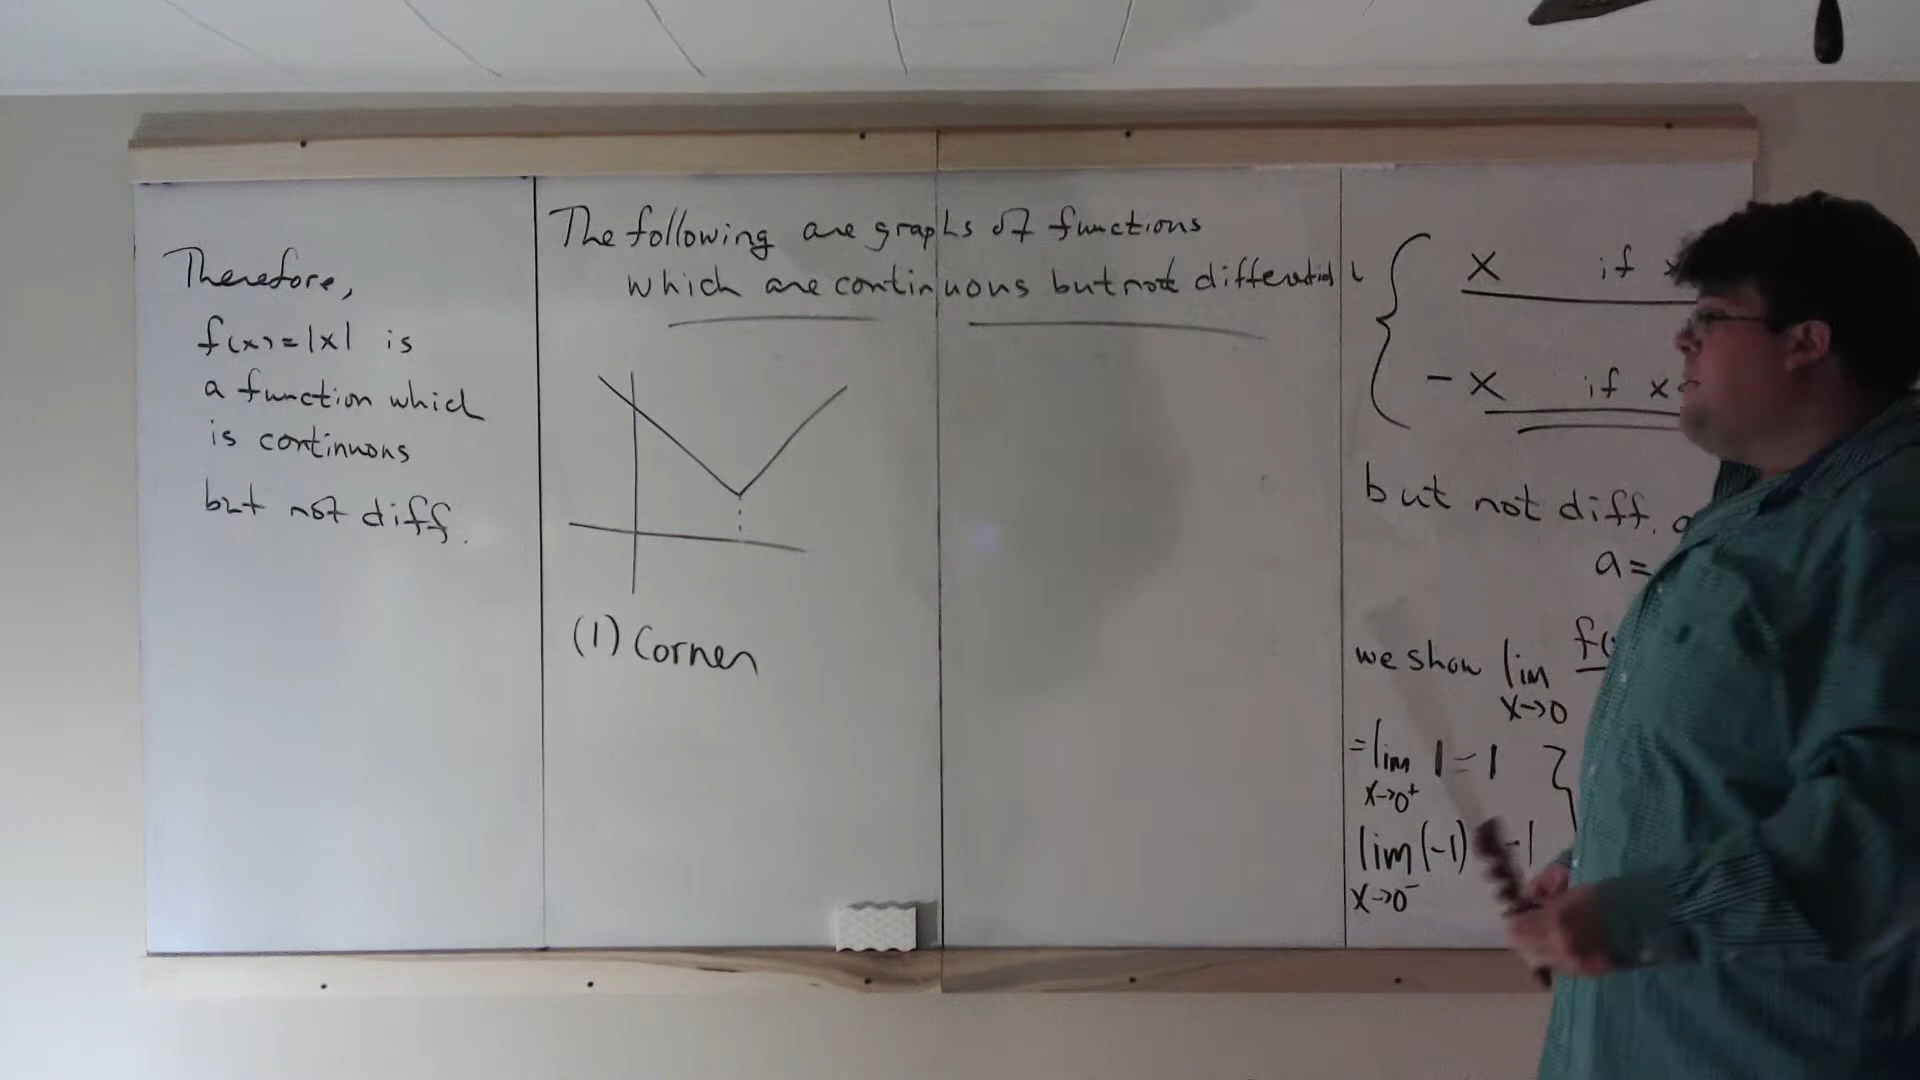 Therefore,
f(x)=|x| is
a function which
is continuous
but not diff.
The following are graphs of functions
which are continuous but not
(1) Corner
x if x
-x if x
but not diff.
a=
we show lim f(
x→0
=lim 1=1
x→0⁺
lim (-1) -1
x→0⁻